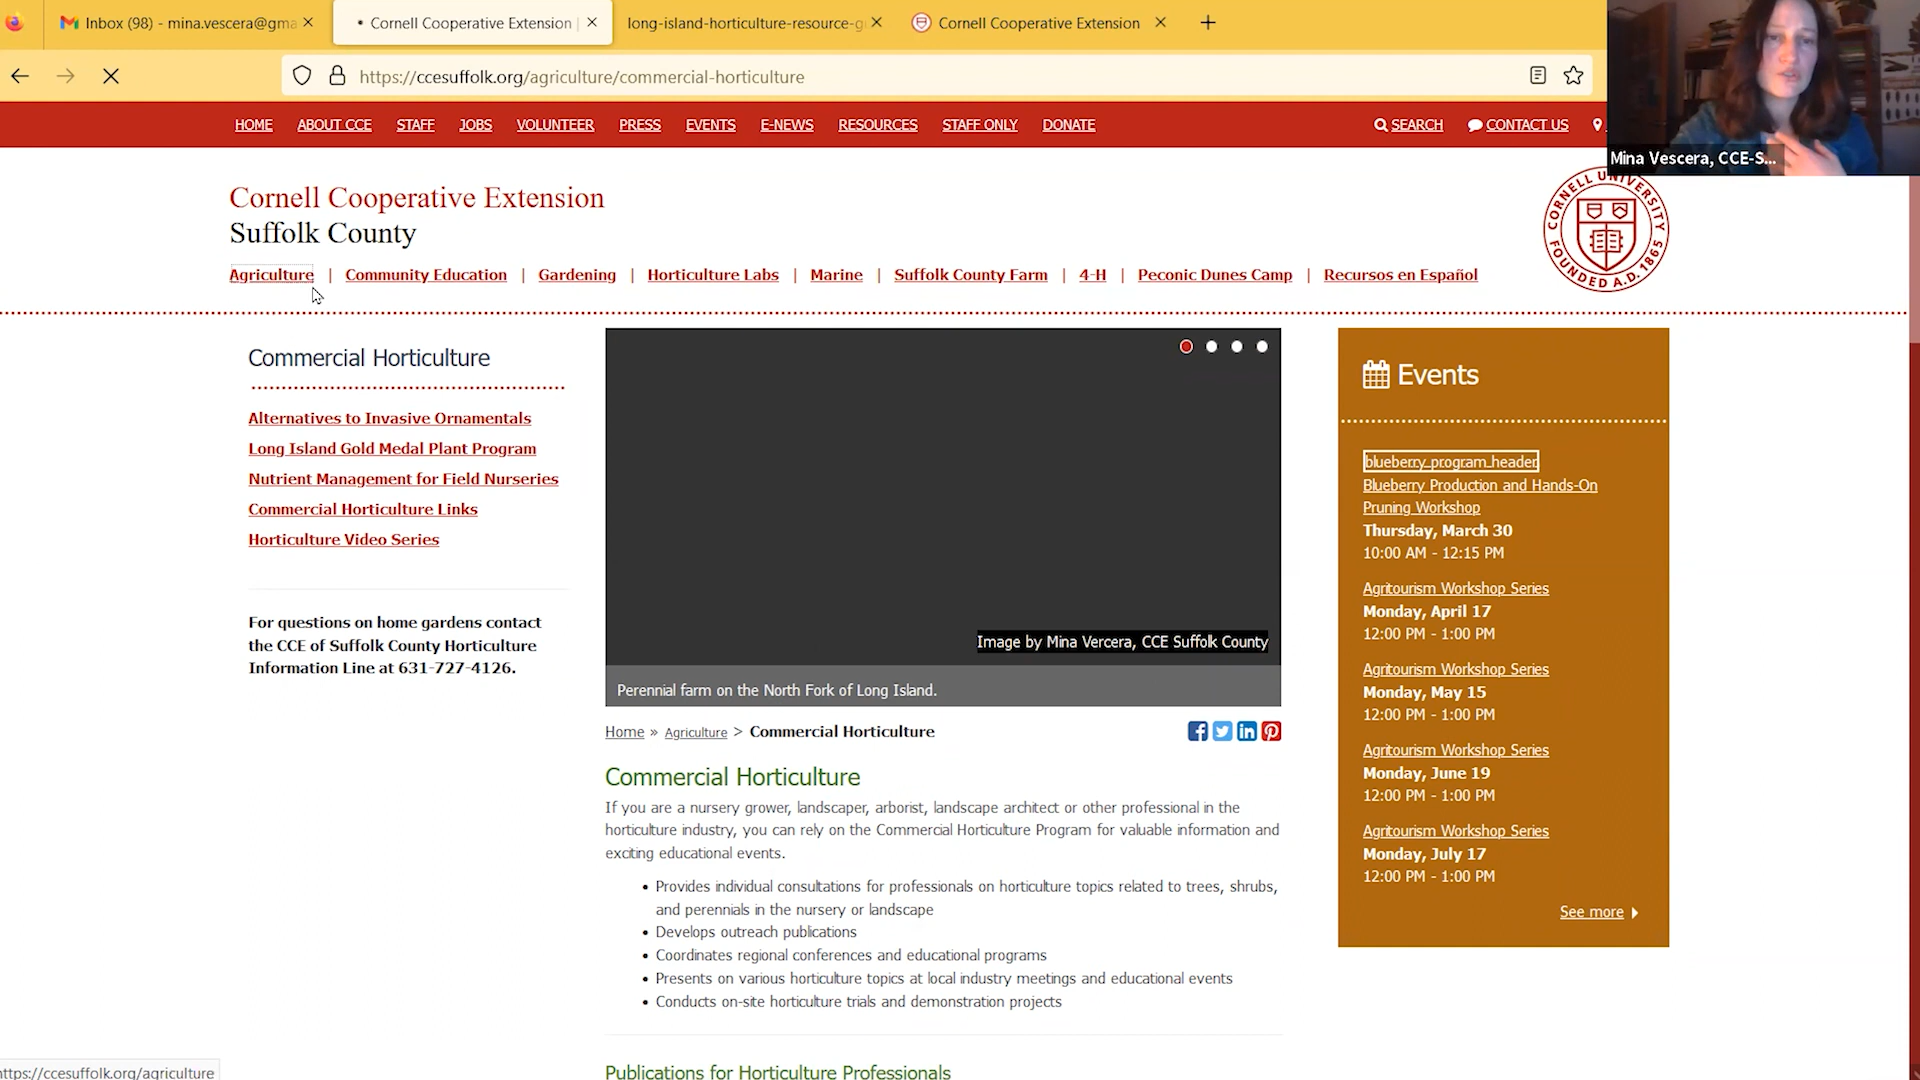 Inbox (98) - mina.vescera@gma
Cornell Cooperative Extension |
long-island-horticulture-resource-g
Cornell Cooperative Extension
https://ccesuffolk.org/agriculture/commercial-horticulture
HOME ABOUT CCE STAFF JOBS VOLUNTEER PRESS EVENTS E-NEWS RESOURCES STAFF ONLY DONATE
SEARCH CONTACT US
Mina Vescera, CCE-S...
CORNELL UNIVERSITY
FOUNDED A.D. 1865
Cornell Cooperative Extension
Suffolk County
Agriculture | Community Education | Gardening | Horticulture Labs | Marine | Suffolk County Farm | 4-H | Peconic Dunes Camp | Recursos en Español
Commercial Horticulture
Alternatives to Invasive Ornamentals
Long Island Gold Medal Plant Program
Nutrient Management for Field Nurseries
Commercial Horticulture Links
Horticulture Video Series
For questions on home gardens contact
the CCE of Suffolk County Horticulture
Information Line at 631-727-4126.
Image by Mina Vercera, CCE Suffolk County
Perennial farm on the North Fork of Long Island.
Home » Agriculture > Commercial Horticulture
Commercial Horticulture
If you are a nursery grower, landscaper, arborist, landscape architect or other professional in the
horticulture industry, you can rely on the Commercial Horticulture Program for valuable information and
exciting educational events.
• Provides individual consultations for professionals on horticulture topics related to trees, shrubs,
and perennials in the nursery or landscape
• Develops outreach publications
• Coordinates regional conferences and educational programs
• Presents on various horticulture topics at local industry meetings and educational events
• Conducts on-site horticulture trials and demonstration projects
Publications for Horticulture Professionals
Events
blueberry_program_header
Blueberry Production and Hands-On
Pruning Workshop
Thursday, March 30
10:00 AM - 12:15 PM
Agritourism Workshop Series
Monday, April 17
12:00 PM - 1:00 PM
Agritourism Workshop Series
Monday, May 15
12:00 PM - 1:00 PM
Agritourism Workshop Series
Monday, June 19
12:00 PM - 1:00 PM
Agritourism Workshop Series
Monday, July 17
12:00 PM - 1:00 PM
See more
https://ccesuffolk.org/agriculture